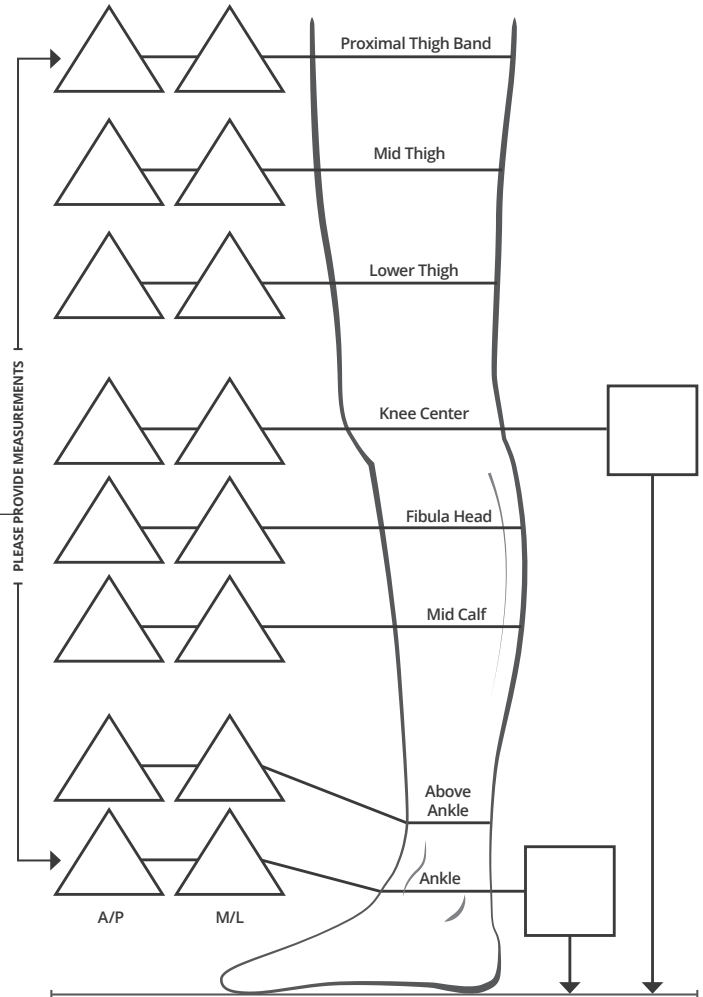 Proximal Thigh Band
Mid Thigh
Lower Thigh
PLEASE PROVIDE MEASUREMENTS
Knee Center
Fibula Head
Mid Calf
Above
Ankle
Ankle
A/P
M/L